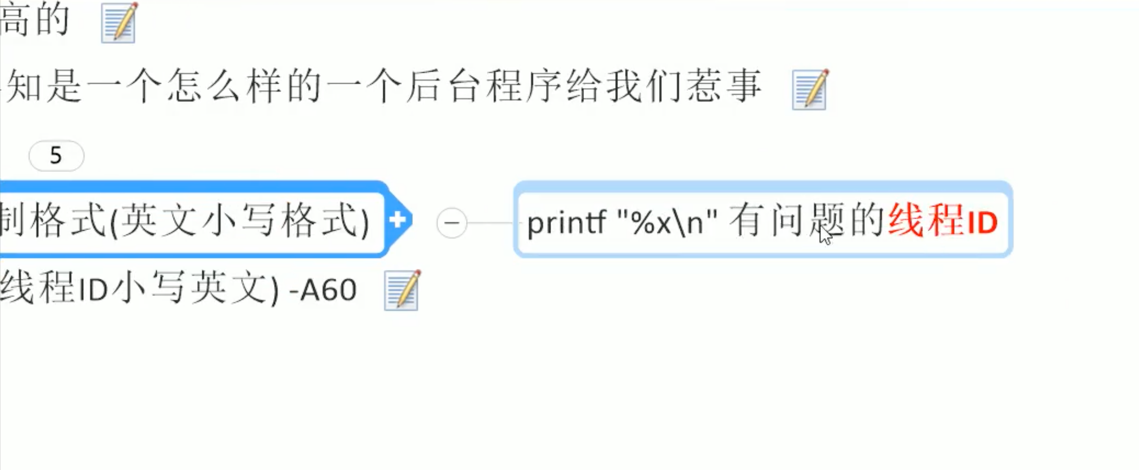 高的
知是一个怎么样的一个后台程序给我们惹事
5
制格式(英文小写格式)
printf "%x\n" 有问题的线程ID
线程ID小写英文) -A60